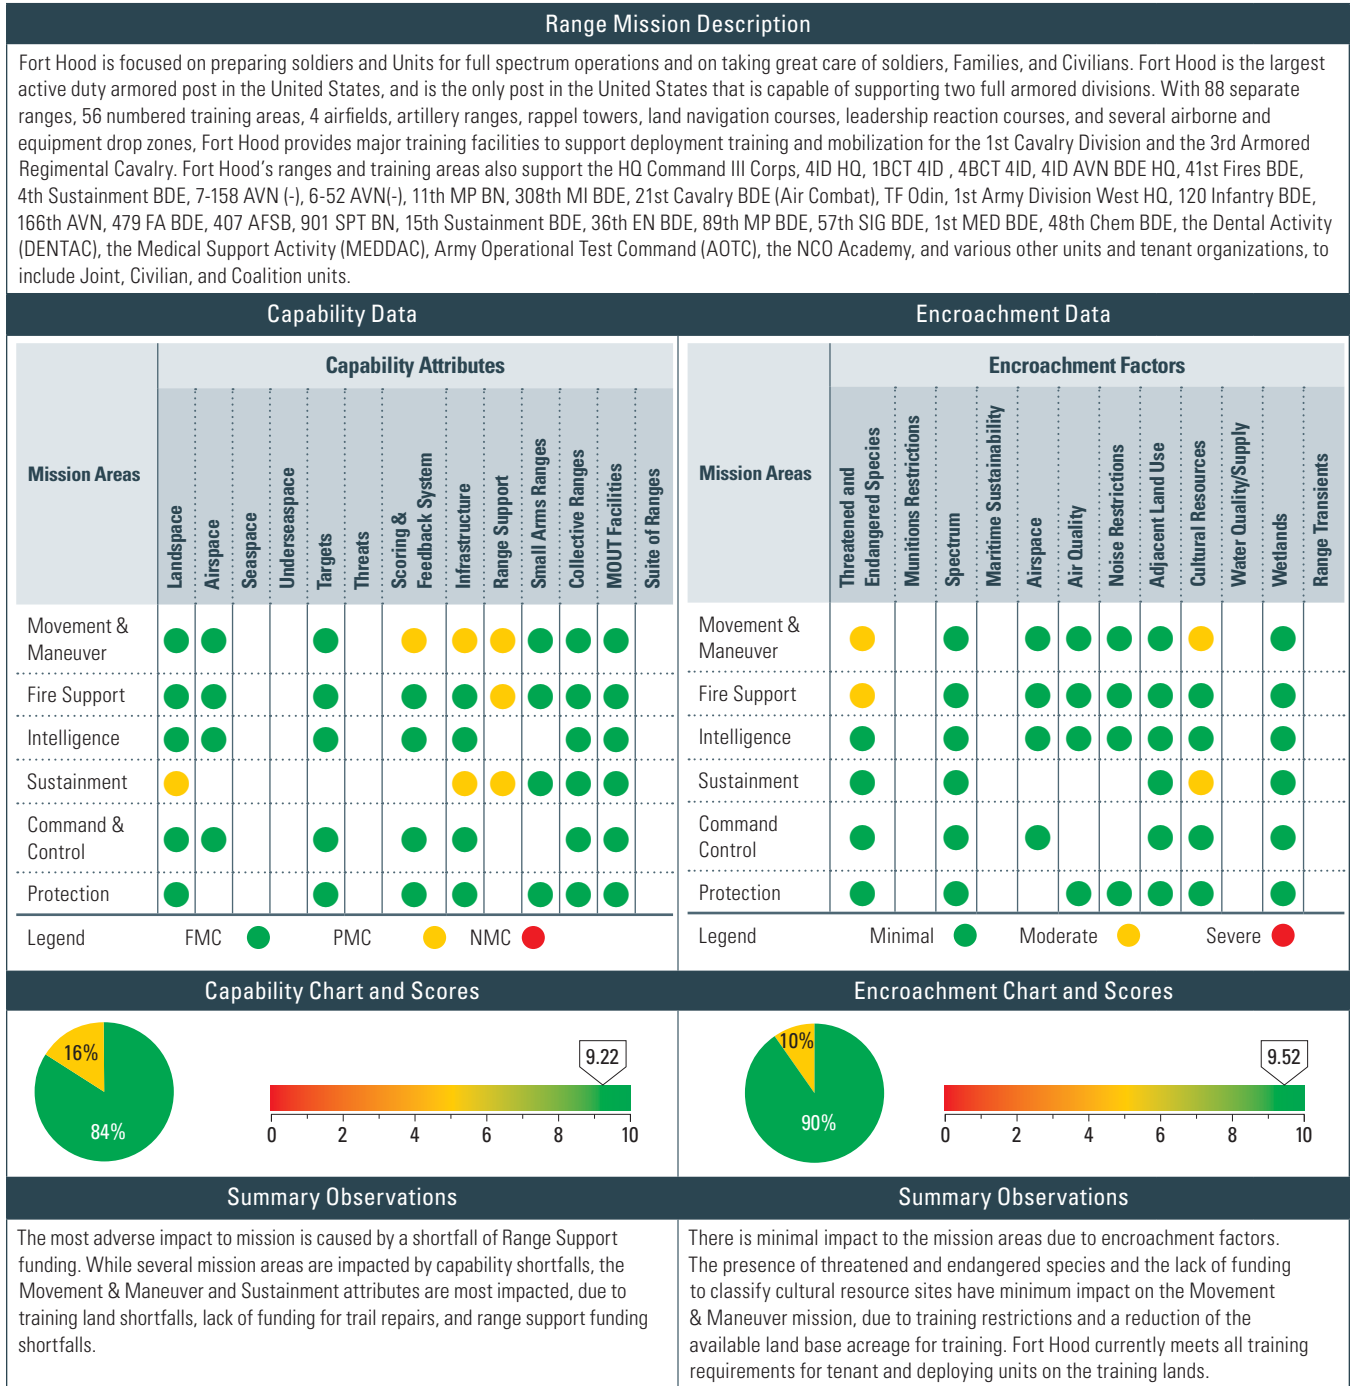 Range Mission Description
Fort Hood is focused on preparing soldiers and Units for full spectrum operations and on taking great care of soldiers, Families, and Civilians. Fort Hood is the largest
active duty armored post in the United States, and is the only post in the United States that is capable of supporting two full armored divisions. With 88 separate
ranges, 56 numbered training areas, 4 airfields, artillery ranges, rappel towers, land navigation courses, leadership reaction courses, and several airborne and
equipment drop zones, Fort Hood provides major training facilities to support deployment training and mobilization for the 1st Cavalry Division and the 3rd Armored
Regimental Cavalry. Fort Hood's ranges and training areas also support the HQ Command III Corps, 4ID HQ, 1BCT 4ID , 4BCT 4ID, 4ID AVN BDE HQ, 41st Fires BDE,
4th Sustainment BDE, 7-158 AVN (-), 6-52 AVN(-), 11th MP BN, 308th MI BDE, 21st Cavalry BDE (Air Combat), TF Odin, 1st Army Division West HQ, 120 Infantry BDE,
166th AVN, 479 FA BDE, 407 AFSB, 901 SPT BN, 15th Sustainment BDE, 36th EN BDE, 89th MP BDE, 57th SIG BDE, 1st MED BDE, 48th Chem BDE, the Dental Activity
(DENTAC), the Medical Support Activity (MEDDAC), Army Operational Test Command (AOTC), the NCO Academy, and various other units and tenant organizations, to
include Joint, Civilian, and Coalition units.
Capability Data
Capability Attributes
Mission Areas
Landspace
Airspace
Seaspace
Underseaspace
Targets
Threats
Scoring &
Feedback System
Infrastructure
Range Support
Small Arms Ranges
Collective Ranges
MOUT Facilities
Suite of Ranges
Movement &
Maneuver
Fire Support
Intelligence
Sustainment
Command &
Control
Protection
Legend FMC PMC NMC
Encroachment Data
Encroachment Factors
Mission Areas
Threatened and
Endangered Species
Munitions Restrictions
Spectrum
Maritime Sustainability
Airspace
Air Quality
Noise Restrictions
Adjacent Land Use
Cultural Resources
Water Quality/Supply
Wetlands
Range Transients
Movement &
Maneuver
Fire Support
Intelligence
Sustainment
Command
Control
Protection
Legend Minimal Moderate Severe
Capability Chart and Scores
16%
84%
9.22
0 2 4 6 8 10
Encroachment Chart and Scores
10%
90%
9.52
0 2 4 6 8 10
Summary Observations
The most adverse impact to mission is caused by a shortfall of Range Support
funding. While several mission areas are impacted by capability shortfalls, the
Movement & Maneuver and Sustainment attributes are most impacted, due to
training land shortfalls, lack of funding for trail repairs, and range support funding
shortfalls.
Summary Observations
There is minimal impact to the mission areas due to encroachment factors.
The presence of threatened and endangered species and the lack of funding
to classify cultural resource sites have minimum impact on the Movement
& Maneuver mission, due to training restrictions and a reduction of the
available land base acreage for training. Fort Hood currently meets all training
requirements for tenant and deploying units on the training lands.